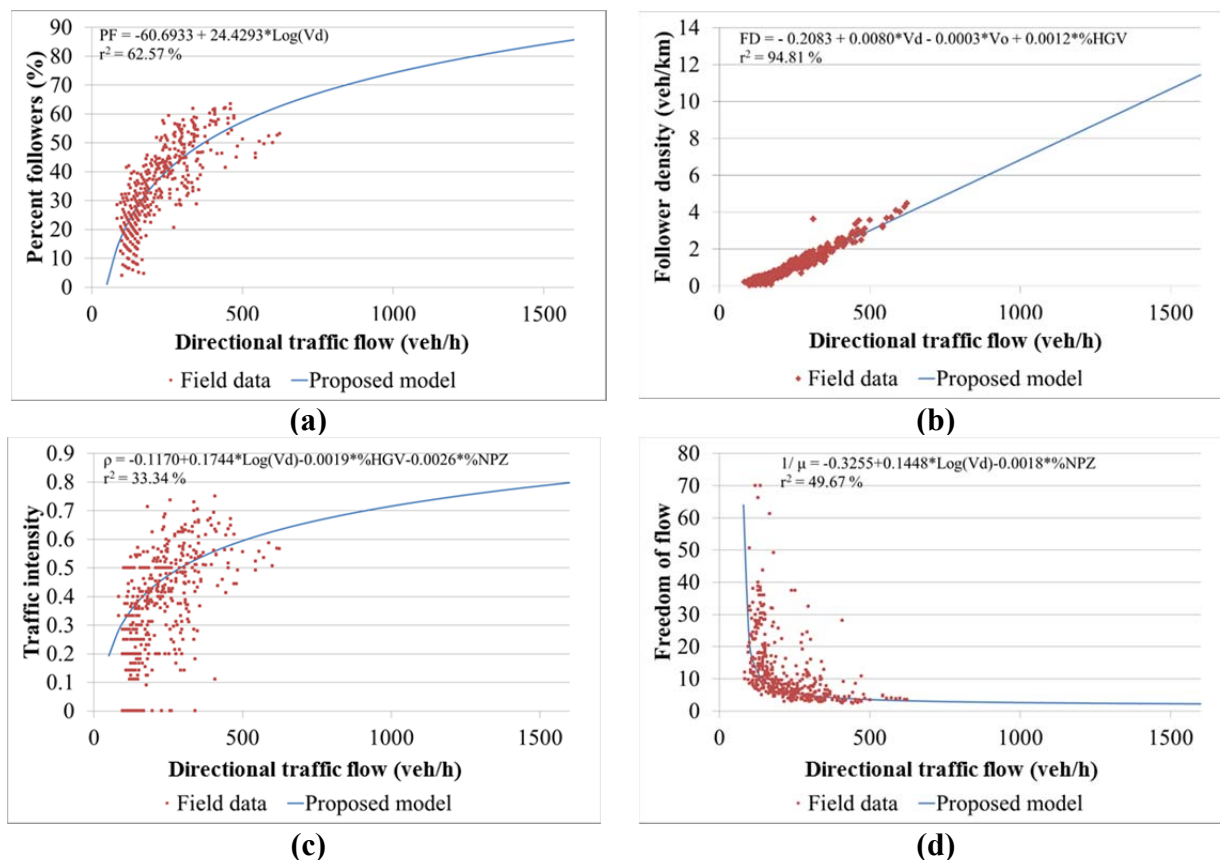 PF = -60.6933 + 24.4293*Log(Vd)
r² = 62.57 %
90
80
70
60
50
40
30
20
10
0
Percent followers (%)
0 500 1000 1500
Directional traffic flow (veh/h)
Field data Proposed model
(a)
FD = - 0.2083 + 0.0080*Vd - 0.0003*Vo + 0.0012*%HGV
r² = 94.81 %
14
12
10
8
6
4
2
0
Follower density (veh/km)
0 500 1000 1500
Directional traffic flow (veh/h)
Field data Proposed model
(b)
ρ = -0.1170+0.1744*Log(Vd)-0.0019*%HGV-0.0026*%NPZ
r² = 33.34 %
0.9
0.8
0.7
0.6
0.5
0.4
0.3
0.2
0.1
0
Traffic intensity
0 500 1000 1500
Directional traffic flow (veh/h)
Field data Proposed model
(c)
1/ μ = -0.3255+0.1448*Log(Vd)-0.0018*%NPZ
r² = 49.67 %
80
70
60
50
40
30
20
10
0
Freedom of flow
0 500 1000 1500
Directional traffic flow (veh/h)
Field data Proposed model
(d)